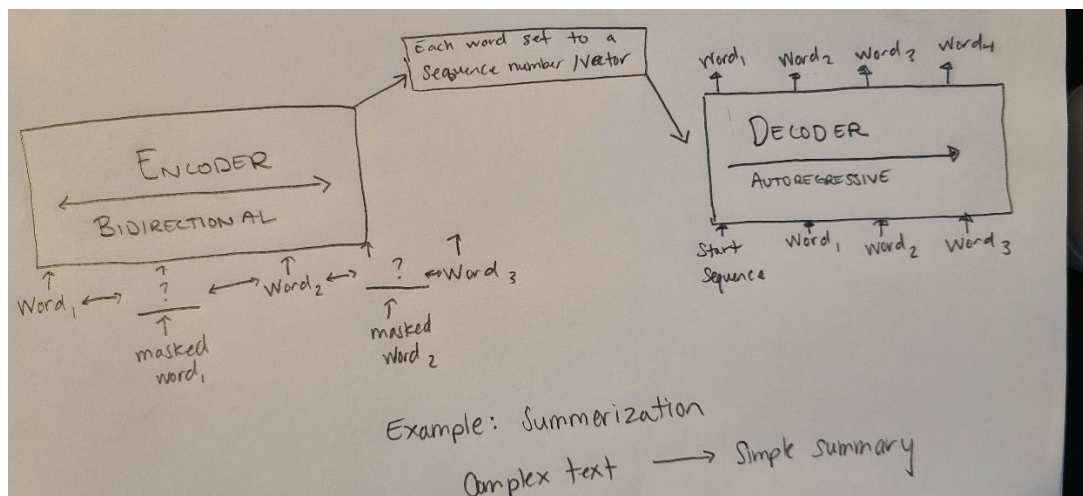 Each word set to a
sequence number /vector
ENCODER
BIDIRECTIONAL
Word₁ ? Word₂ ? Word₃
masked
word₁
masked
word₂
Word₁ Word₂ Word₃ Word₄
DECODER
AUTOREGRESSIVE
Start
Sequence
Word₁ Word₂ Word₃
Example: Summerization
Complex text → Simple summary